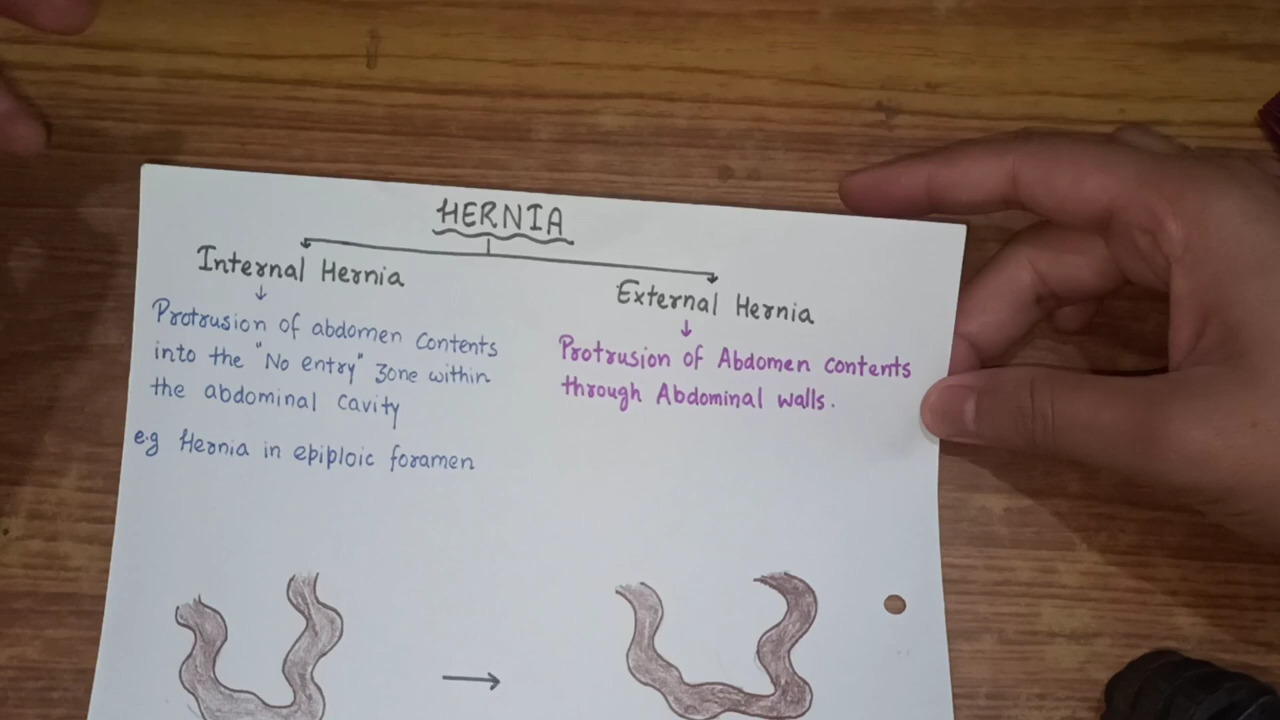 HERNIA
Internal Hernia
External Hernia
Protrusion of abdomen contents
into the "No entry" zone within
the abdominal cavity
e.g Hernia in epiploic foramen
Protrusion of Abdomen contents
through Abdominal walls.